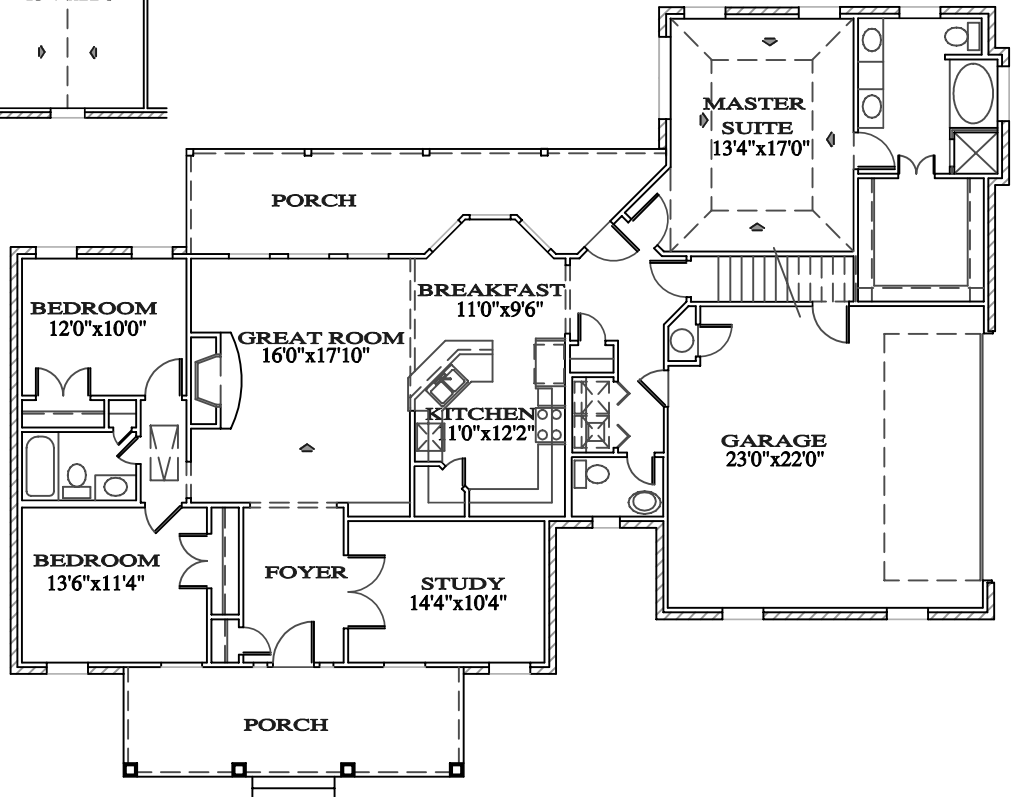 MASTER
SUITE
13'4"x17'0"
PORCH
BREAKFAST
11'0"x9'6"
BEDROOM
12'0"x10'0"
GREAT ROOM
16'0"x17'10"
KITCHEN
11'0"x12'2"
GARAGE
23'0"x22'0"
BEDROOM
13'6"x11'4"
FOYER
STUDY
14'4"x10'4"
PORCH